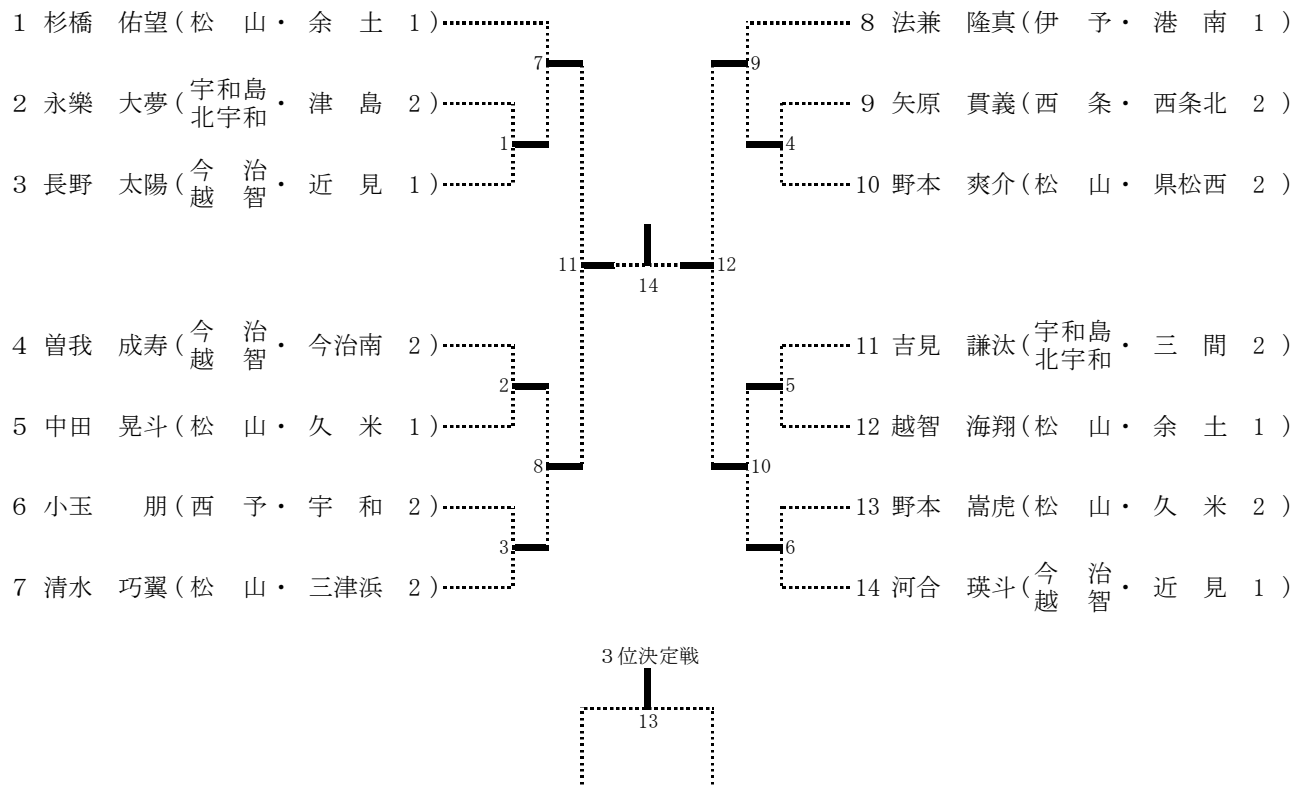 1 杉橋 佑望(松 山・余 土 1)
2 永樂 大夢(宇和島北宇和・津 島 2)
3 長野 太陽(今 治越 智・近 見 1)
4 曽我 成寿(今 治越 智・今治南 2)
5 中田 晃斗(松 山・久 米 1)
6 小玉 朋(西 予・宇 和 2)
7 清水 巧翼(松 山・三津浜 2)
7
1
11
2
8
3
14
9
4
12
5
10
6
8 法兼 隆真(伊 予・港 南 1)
9 矢原 貫義(西 条・西条北 2)
10 野本 爽介(松 山・県松西 2)
11 吉見 謙汰(宇和島北宇和・三 間 2)
12 越智 海翔(松 山・余 土 1)
13 野本 嵩虎(松 山・久 米 2)
14 河合 瑛斗(今 治越 智・近 見 1)
3位決定戦
13